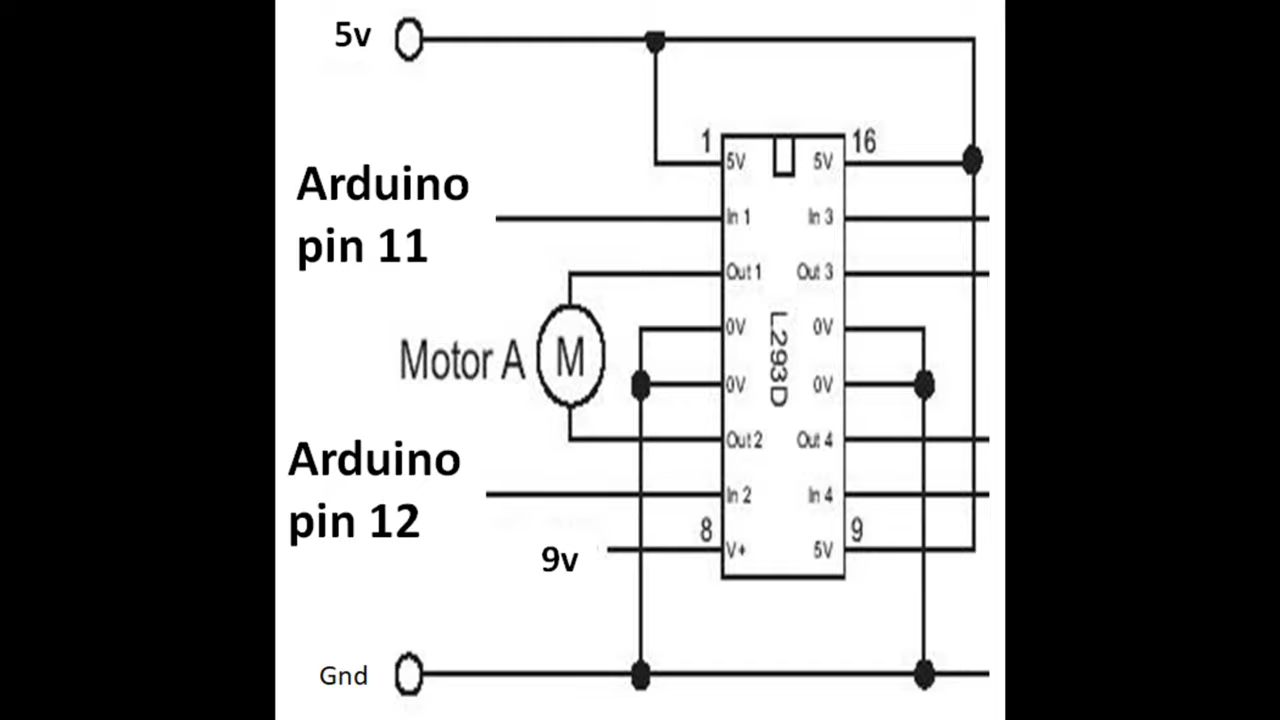 5v
1
16
5V
5V
Arduino
pin 11
In 1
In 3
Out 1
Out 3
0V
0V
Motor A
M
L293D
0V
0V
Arduino
pin 12
Out 2
Out 4
In 2
In 4
8
9
9v
V+
5V
Gnd